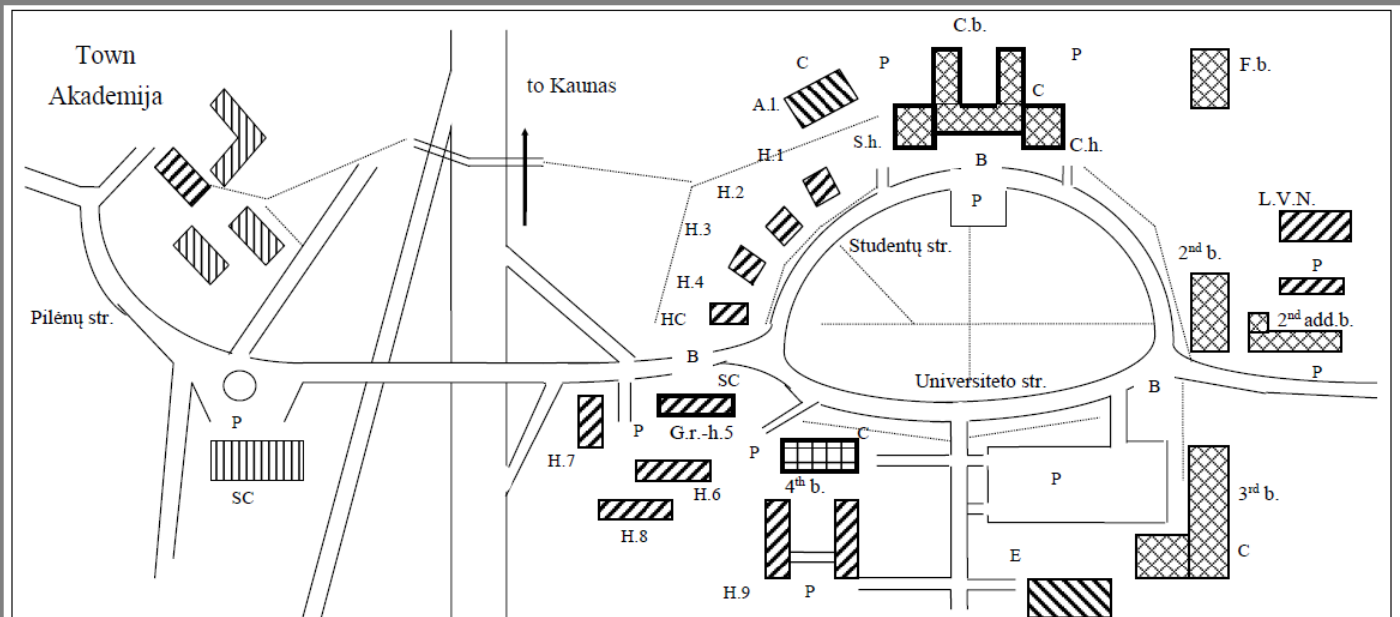 C.b.
Town
Akademija
to Kaunas
C
P
P
F.b.
A.l.
C
S.h.
C.h.
H.1
B
H.2
P
L.V.N.
H.3
Studentų str.
2nd b.
P
H.4
Pilėnų str.
HC
2nd add.b.
B
P
SC
Universiteto str.
B
P
P
G.r.-h.5
C
H.7
P
4th b.
P
SC
H.6
3rd b.
H.8
E
C
H.9
P